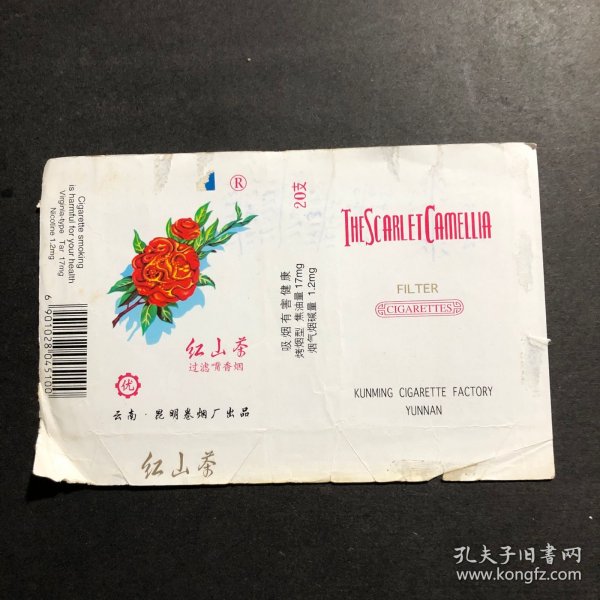 Cigarette smoking
is harmful for your health
Virginia-type Tar 17mg
Nicotine 1.2mg
6 901028 045100
®
红山茶
过滤嘴香烟
优
云南·昆明卷烟厂出品
红山茶
20支
吸烟有害健康
烤烟型 焦油量 17mg
烟气烟碱量 1.2mg
THE SCARLET CAMELLIA
FILTER
CIGARETTES
KUNMING CIGARETTE FACTORY
YUNNAN
孔夫子旧書网
www.kongfz.com